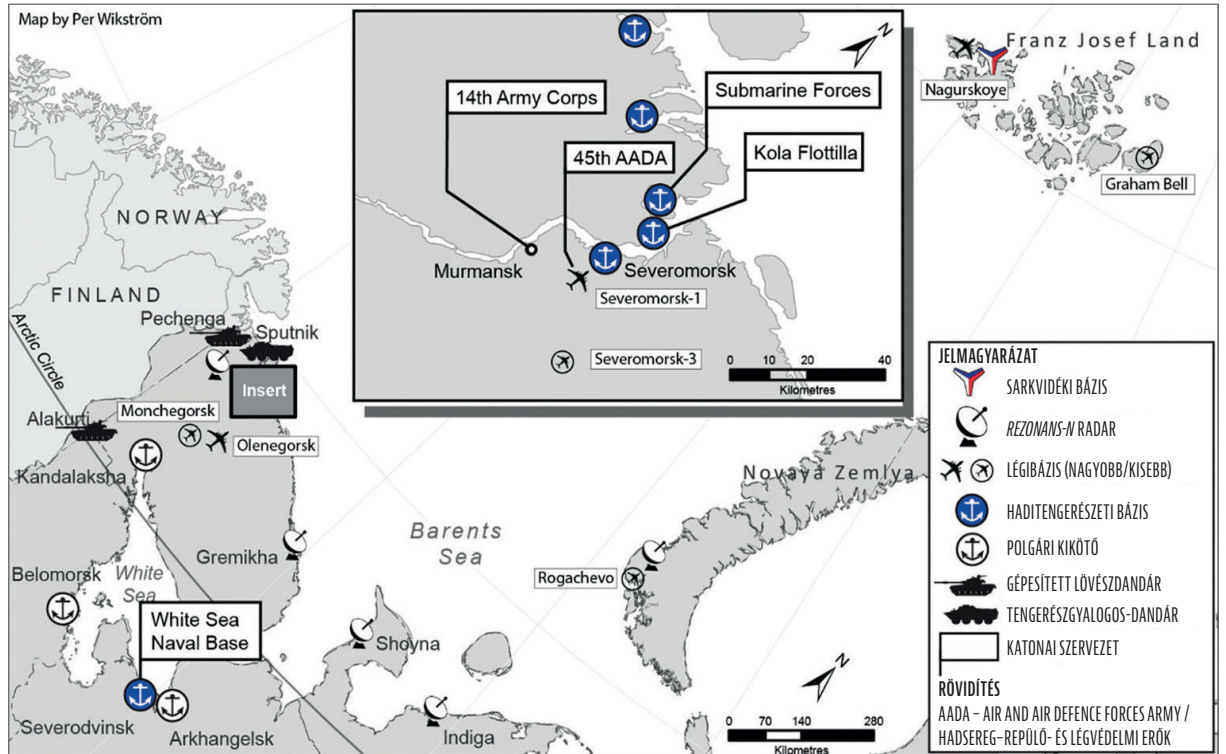 Map by Per Wikström
N
14th Army Corps
Submarine Forces
45th AADA
Kola Flottilla
Murmansk
Severomorsk
Severomorsk-1
Severomorsk-3
0 10 20 40
Kilometres
Franz Josef Land
Nagurskoye
Graham Bell
NORWAY
FINLAND
Pechenga
Sputnik
Arctic Circle
Insert
Monchegorsk
Alakurti
Olenegorsk
Kandalaksha
Novaya Zemlya
Barents
Sea
Gremikha
Rogachevo
Belomorsk
White
Sea
White Sea
Naval Base
Shoyna
Severodvinsk
Arkhangelsk
Indiga
N
0 70 140 280
Kilometres
JELMAGYARÁZAT
SARKVIDÉKI BÁZIS
REZONANS-N RADAR
LÉGIBÁZIS (NAGYOBB/KISEBB)
HADITENGERÉSZETI BÁZIS
POLGÁRI KIKÖTŐ
GÉPESÍTETT LÖVÉSZDANDÁR
TENGERÉSZGYALOGOS-DANDÁR
KATONAI SZERVEZET
RÖVIDÍTÉS
AADA – AIR AND AIR DEFENCE FORCES ARMY /
HADSEREG-REPÜLŐ- ÉS LÉGVÉDELMI ERŐK